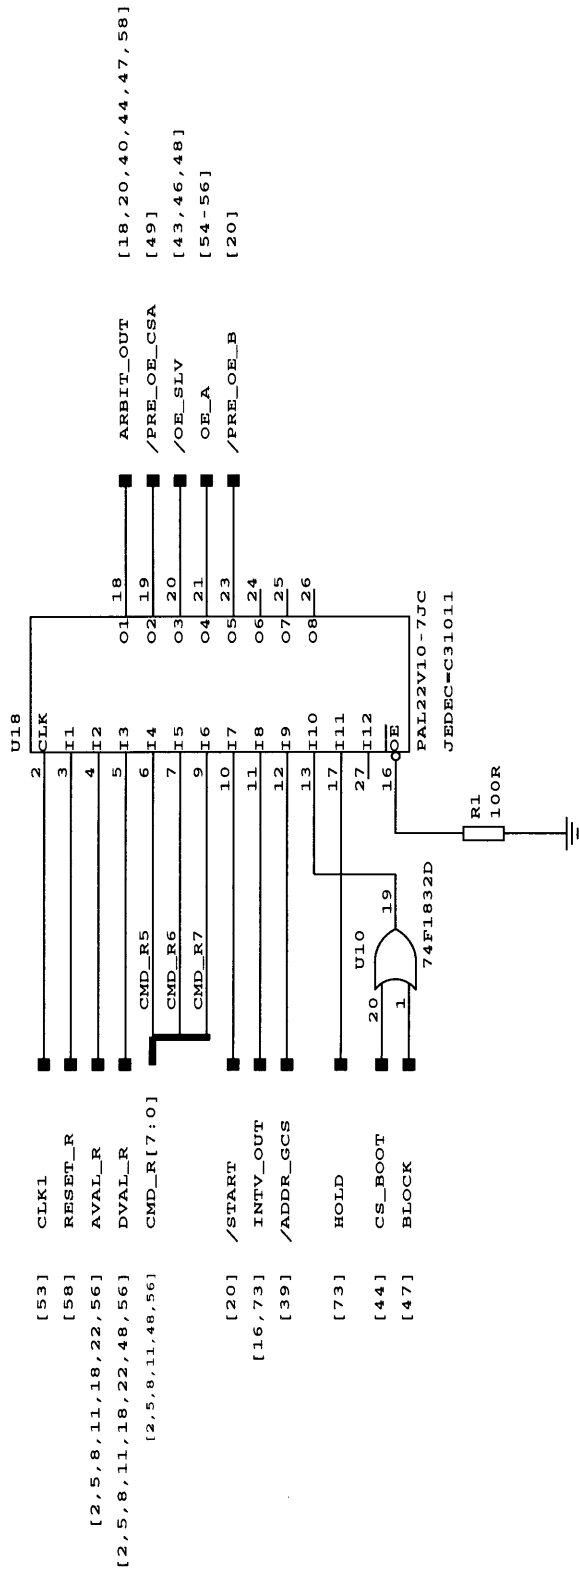 U18
[53] CLK1 2 CLK
[58] RESET_R 3 I1
[2,5,8,11,18,22,56] AVAL_R 4 I2 O1 18 ARBIT_OUT [18,20,40,44,47,58]
[2,5,8,11,18,22,48,56] DVAL_R 5 I3 O2 19 /PRE_OE_CSA [49]
[2,5,8,11,48,56] CMD_R[7:0] CMD_R5 6 I4 O3 20 /OE_SLV [43,46,48]
CMD_R6 7 I5 O4 21 OE_A [54-56]
CMD_R7 9 I6 O5 23 /PRE_OE_B [20]
[20] /START 10 I7 O6 24
[16,73] INTV_OUT 11 I8 O7 25
[39] /ADDR_GCS 12 I9 O8 26
13 I10
[73] HOLD 17 I11
27 I12
16 OE
U10
[44] CS_BOOT 20
19
[47] BLOCK 1
74F1832D
PAL22V10-7JC
JEDEC=C31011
R1
100R